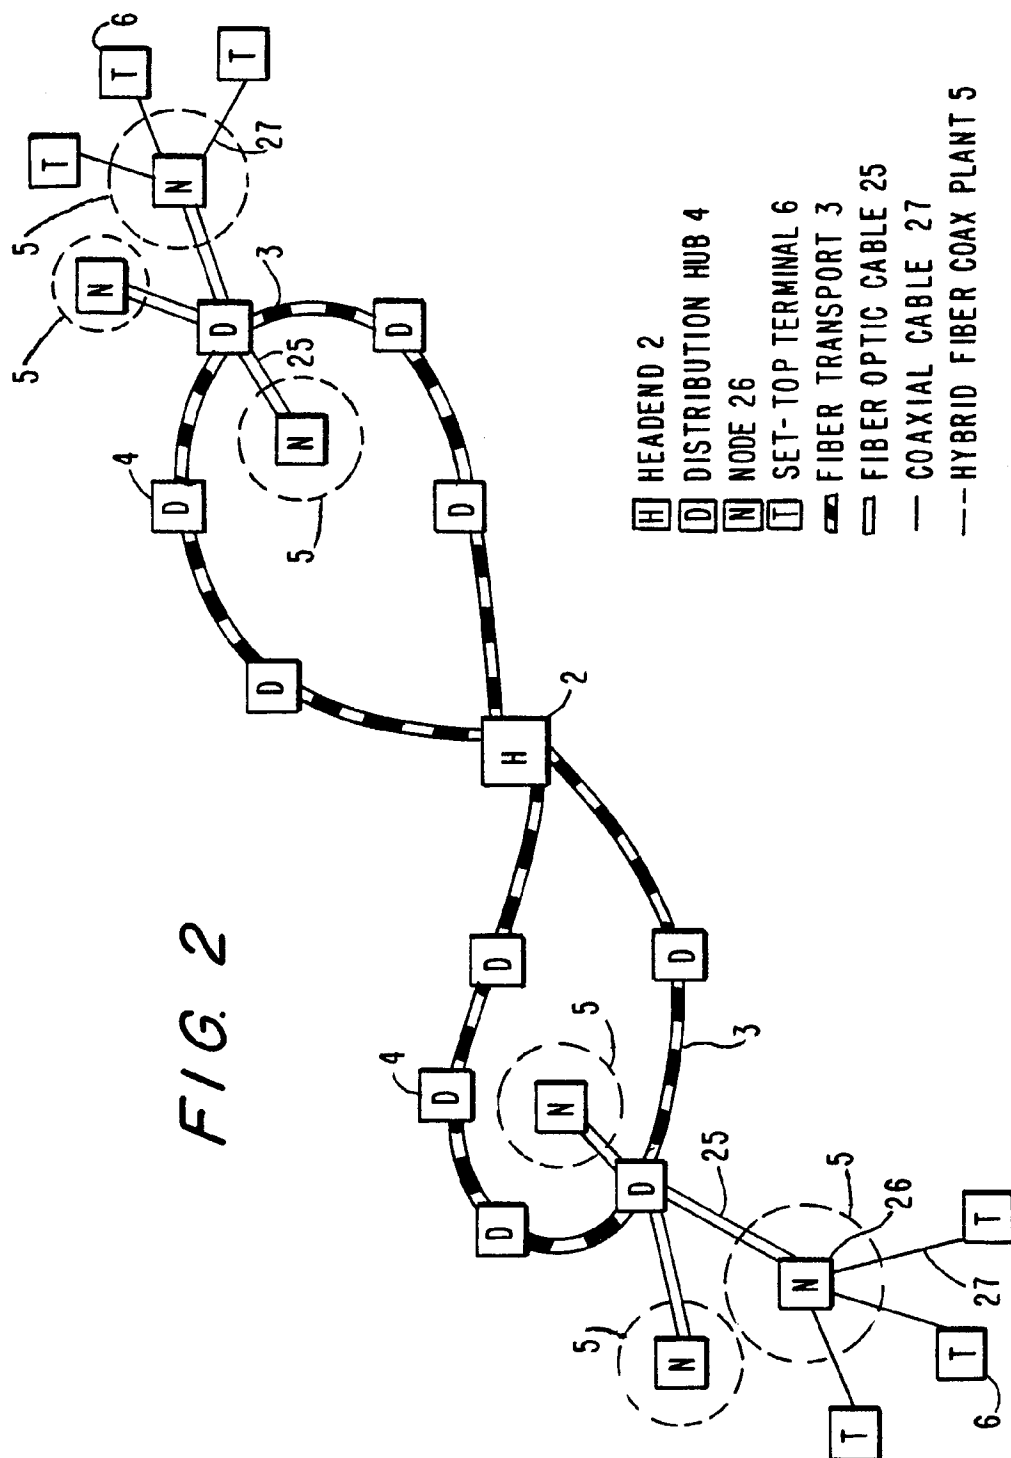 5
5
T
N
T
6
4
D
N
FIG. 2
D
T
D
3
27
5
N
25
4
D
D
D
D
D
H
N
2
5
5
D
N
D
25
3
N
5
T
26
T
6
27
T
H HEADEND 2
D DISTRIBUTION HUB 4
N NODE 26
T SET-TOP TERMINAL 6
FIBER TRANSPORT 3
FIBER OPTIC CABLE 25
COAXIAL CABLE 27
HYBRID FIBER COAX PLANT 5